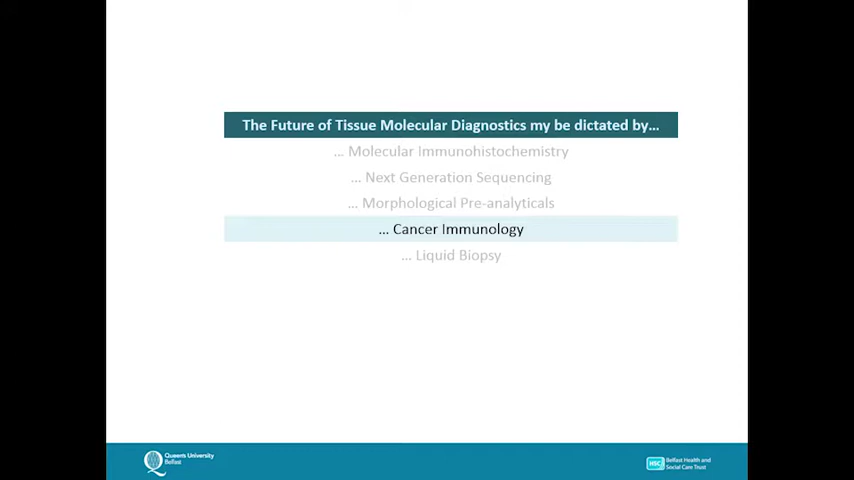 The Future of Tissue Molecular Diagnostics my be dictated by...
... Molecular Immunohistochemistry
... Next Generation Sequencing
... Morphological Pre-analyticals
... Cancer Immunology
... Liquid Biopsy
Queen's University
Belfast
HSC
Belfast Health and
Social Care Trust